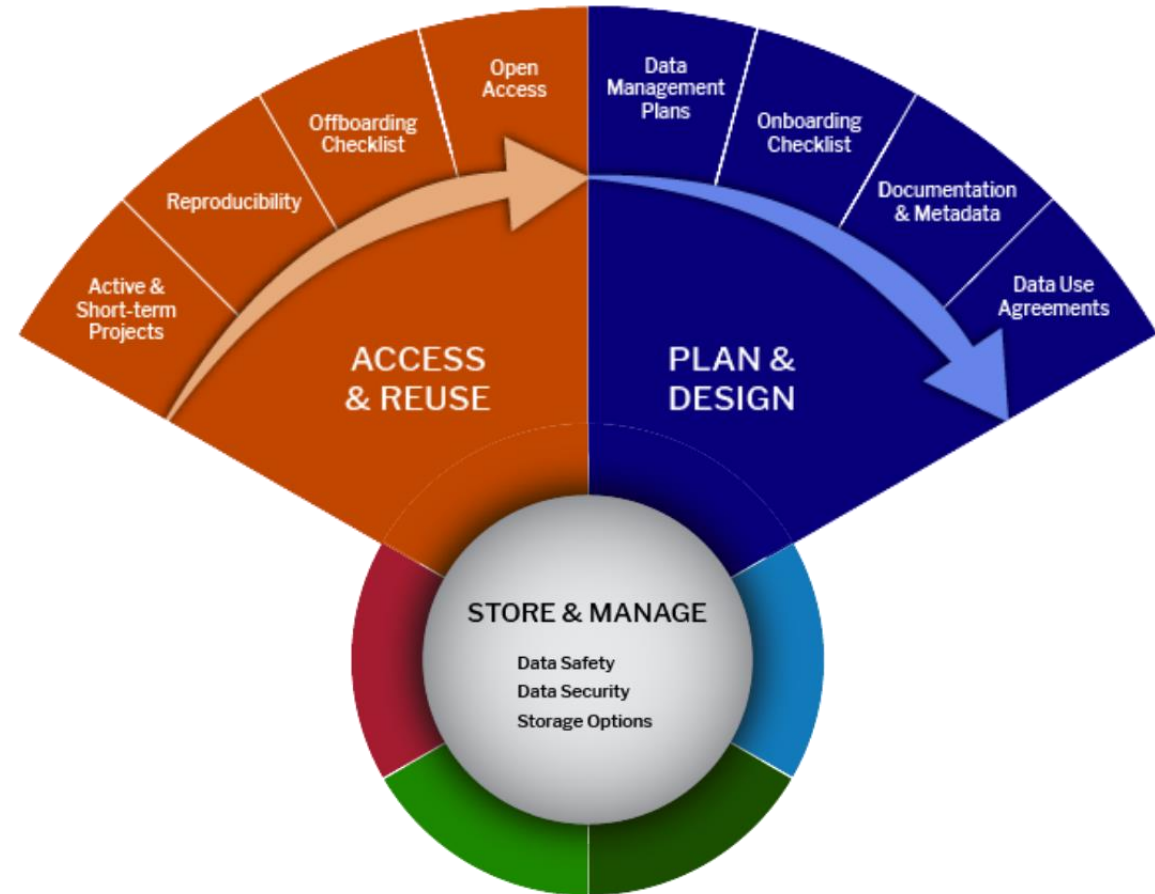 Active &
Short-term
Projects
Reproducibility
Offboarding
Checklist
Open
Access
Data
Management
Plans
Onboarding
Checklist
Documentation
& Metadata
Data Use
Agreements
ACCESS
& REUSE
PLAN &
DESIGN
STORE & MANAGE
Data Safety
Data Security
Storage Options